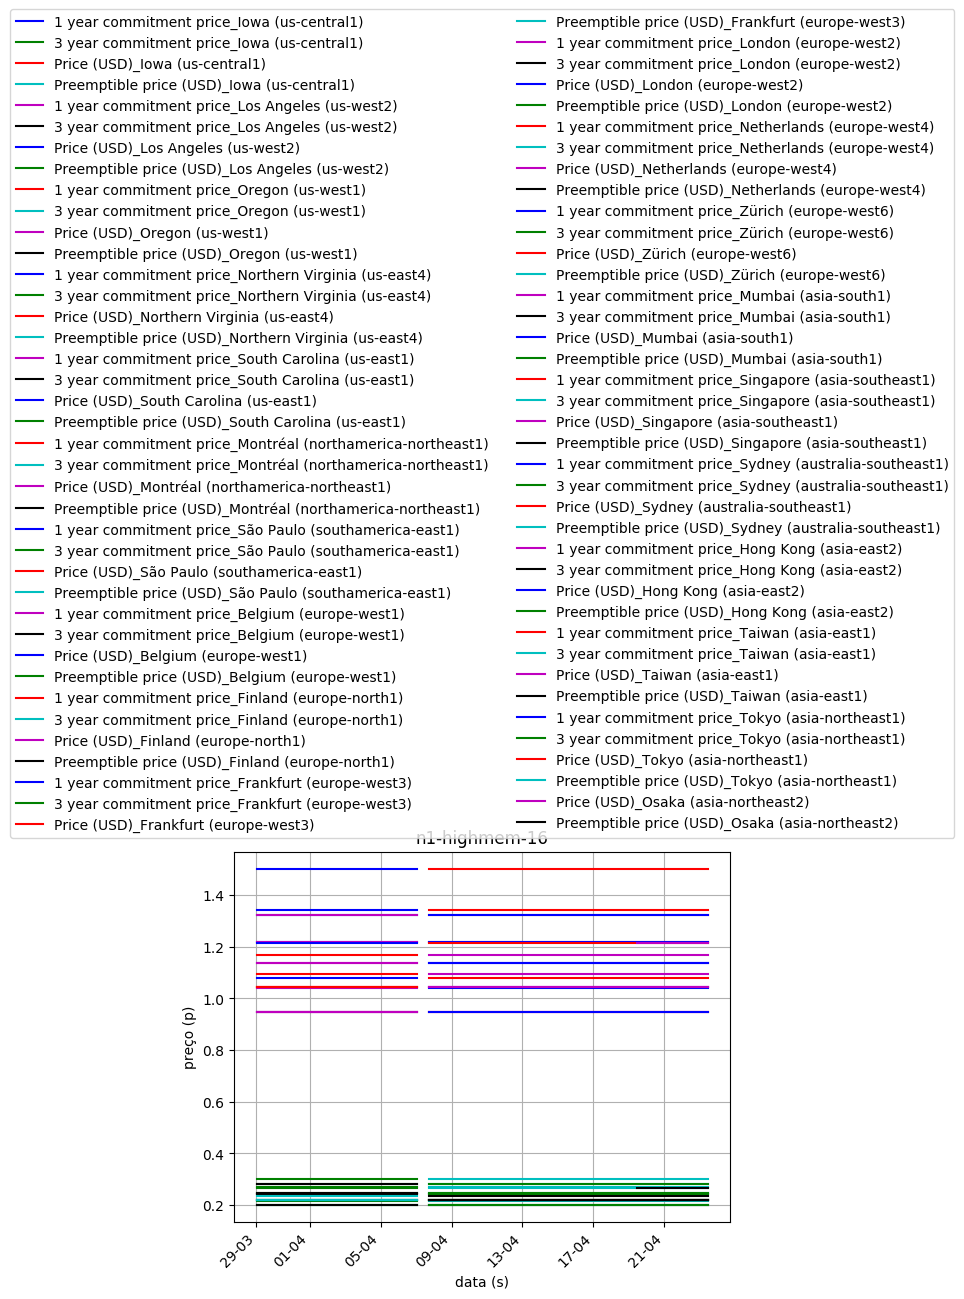 1 year commitment price_Iowa (us-central1)
3 year commitment price_Iowa (us-central1)
Price (USD)_Iowa (us-central1)
Preemptible price (USD)_Iowa (us-central1)
1 year commitment price_Los Angeles (us-west2)
3 year commitment price_Los Angeles (us-west2)
Price (USD)_Los Angeles (us-west2)
Preemptible price (USD)_Los Angeles (us-west2)
1 year commitment price_Oregon (us-west1)
3 year commitment price_Oregon (us-west1)
Price (USD)_Oregon (us-west1)
Preemptible price (USD)_Oregon (us-west1)
1 year commitment price_Northern Virginia (us-east4)
3 year commitment price_Northern Virginia (us-east4)
Price (USD)_Northern Virginia (us-east4)
Preemptible price (USD)_Northern Virginia (us-east4)
1 year commitment price_South Carolina (us-east1)
3 year commitment price_South Carolina (us-east1)
Price (USD)_South Carolina (us-east1)
Preemptible price (USD)_South Carolina (us-east1)
1 year commitment price_Montréal (northamerica-northeast1)
3 year commitment price_Montréal (northamerica-northeast1)
Price (USD)_Montréal (northamerica-northeast1)
Preemptible price (USD)_Montréal (northamerica-northeast1)
1 year commitment price_São Paulo (southamerica-east1)
3 year commitment price_São Paulo (southamerica-east1)
Price (USD)_São Paulo (southamerica-east1)
Preemptible price (USD)_São Paulo (southamerica-east1)
1 year commitment price_Belgium (europe-west1)
3 year commitment price_Belgium (europe-west1)
Price (USD)_Belgium (europe-west1)
Preemptible price (USD)_Belgium (europe-west1)
1 year commitment price_Finland (europe-north1)
3 year commitment price_Finland (europe-north1)
Price (USD)_Finland (europe-north1)
Preemptible price (USD)_Finland (europe-north1)
1 year commitment price_Frankfurt (europe-west3)
3 year commitment price_Frankfurt (europe-west3)
Price (USD)_Frankfurt (europe-west3)
Preemptible price (USD)_Frankfurt (europe-west3)
1 year commitment price_London (europe-west2)
3 year commitment price_London (europe-west2)
Price (USD)_London (europe-west2)
Preemptible price (USD)_London (europe-west2)
1 year commitment price_Netherlands (europe-west4)
3 year commitment price_Netherlands (europe-west4)
Price (USD)_Netherlands (europe-west4)
Preemptible price (USD)_Netherlands (europe-west4)
1 year commitment price_Zürich (europe-west6)
3 year commitment price_Zürich (europe-west6)
Price (USD)_Zürich (europe-west6)
Preemptible price (USD)_Zürich (europe-west6)
1 year commitment price_Mumbai (asia-south1)
3 year commitment price_Mumbai (asia-south1)
Price (USD)_Mumbai (asia-south1)
Preemptible price (USD)_Mumbai (asia-south1)
1 year commitment price_Singapore (asia-southeast1)
3 year commitment price_Singapore (asia-southeast1)
Price (USD)_Singapore (asia-southeast1)
Preemptible price (USD)_Singapore (asia-southeast1)
1 year commitment price_Sydney (australia-southeast1)
3 year commitment price_Sydney (australia-southeast1)
Price (USD)_Sydney (australia-southeast1)
Preemptible price (USD)_Sydney (australia-southeast1)
1 year commitment price_Hong Kong (asia-east2)
3 year commitment price_Hong Kong (asia-east2)
Price (USD)_Hong Kong (asia-east2)
Preemptible price (USD)_Hong Kong (asia-east2)
1 year commitment price_Taiwan (asia-east1)
3 year commitment price_Taiwan (asia-east1)
Price (USD)_Taiwan (asia-east1)
Preemptible price (USD)_Taiwan (asia-east1)
1 year commitment price_Tokyo (asia-northeast1)
3 year commitment price_Tokyo (asia-northeast1)
Price (USD)_Tokyo (asia-northeast1)
Preemptible price (USD)_Tokyo (asia-northeast1)
Price (USD)_Osaka (asia-northeast2)
Preemptible price (USD)_Osaka (asia-northeast2)
n1-highmem-16
1.4
1.2
1.0
0.8
0.6
0.4
0.2
preço (p)
29-03
01-04
05-04
09-04
13-04
17-04
21-04
data (s)